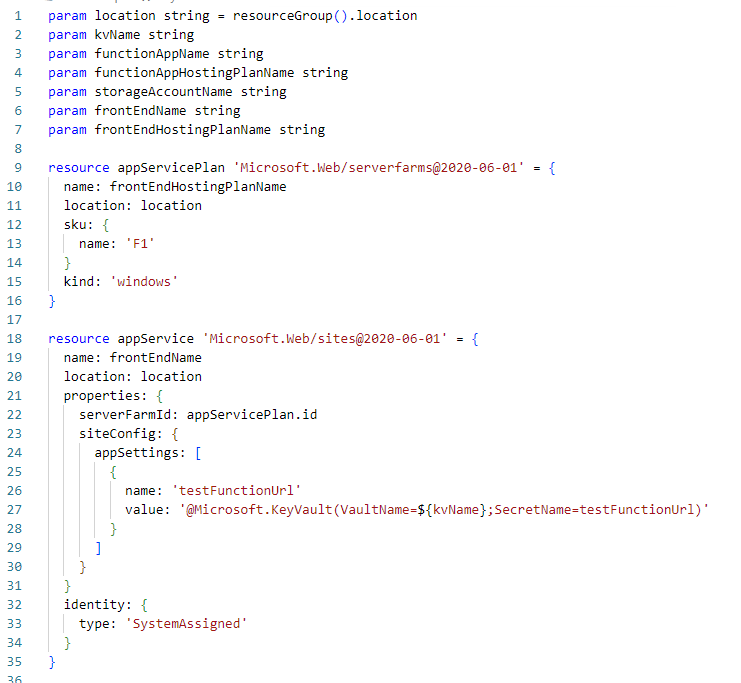 1 param location string = resourceGroup().location
2 param kvName string
3 param functionAppName string
4 param functionAppHostingPlanName string
5 param storageAccountName string
6 param frontEndName string
7 param frontEndHostingPlanName string
8
9 resource appServicePlan 'Microsoft.Web/serverfarms@2020-06-01' = {
10 name: frontEndHostingPlanName
11 location: location
12 sku: {
13 name: 'F1'
14 }
15 kind: 'windows'
16 }
17
18 resource appService 'Microsoft.Web/sites@2020-06-01' = {
19 name: frontEndName
20 location: location
21 properties: {
22 serverFarmId: appServicePlan.id
23 siteConfig: {
24 appSettings: [
25 {
26 name: 'testFunctionUrl'
27 value: '@Microsoft.KeyVault(VaultName=${kvName};SecretName=testFunctionUrl)'
28 }
29 ]
30 }
31 }
32 identity: {
33 type: 'SystemAssigned'
34 }
35 }
36